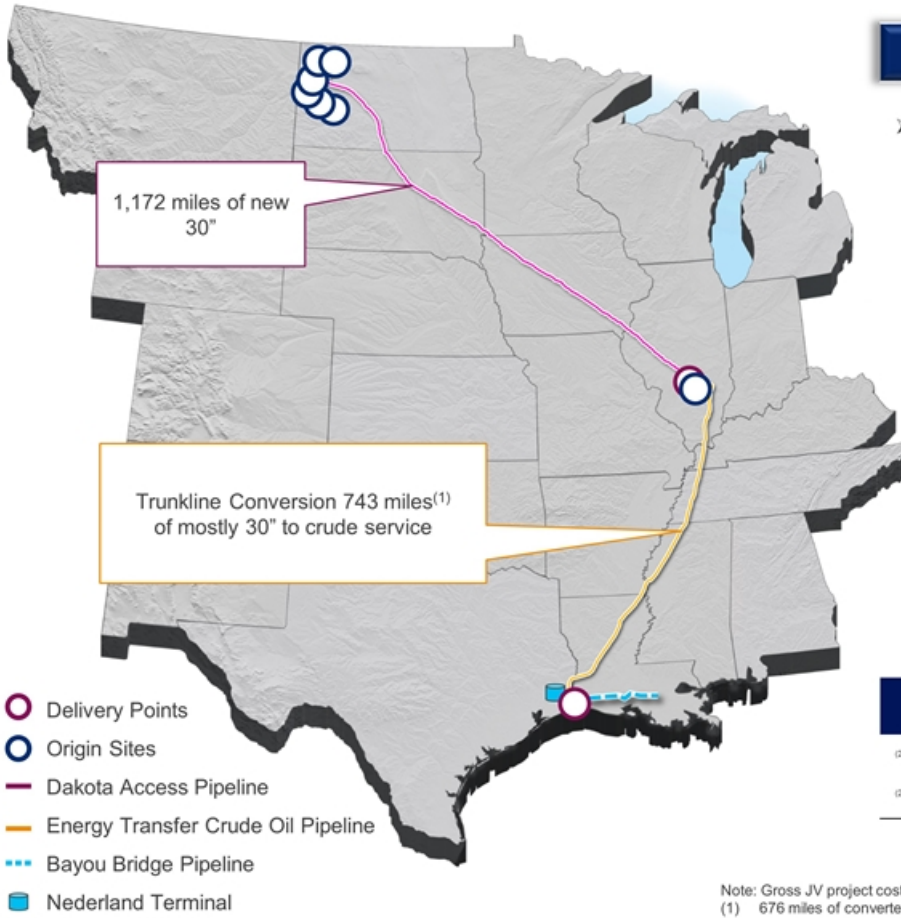 1,172 miles of new
30”
Trunkline Conversion 743 miles(1)
of mostly 30” to crude service
Delivery Points
Origin Sites
Dakota Access Pipeline
Energy Transfer Crude Oil Pipeline
Bayou Bridge Pipeline
Nederland Terminal
(2
(2
Note: Gross JV project cost
(1) 676 miles of converte